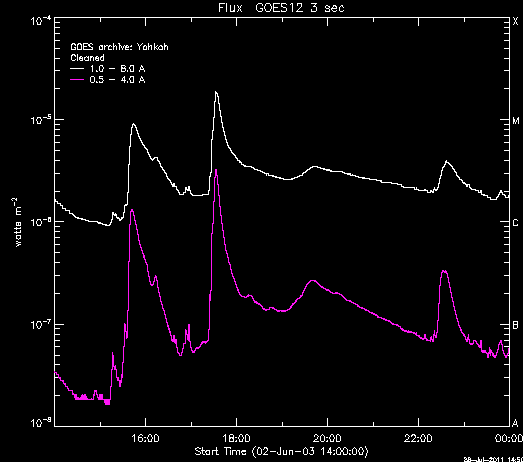 Flux GOES12 3 sec
10⁻⁴ X
GOES archive: Yohkoh
Cleaned
1.0 - 8.0 A
0.5 - 4.0 A
10⁻⁵ M
watts m⁻²
10⁻⁶ C
10⁻⁷ B
10⁻⁸ A
16:00 18:00 20:00 22:00 00:00
Start Time (02-Jun-03 14:00:00)